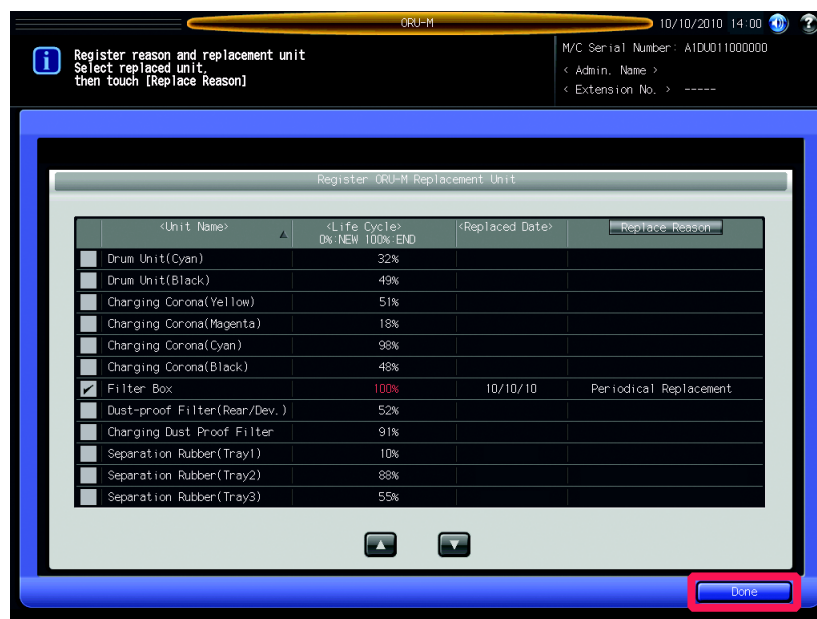 ORU-M
10/10/2010 14:00
Register reason and replacement unit
Select replaced unit,
then touch [Replace Reason]
M/C Serial Number: A1DU011000000
< Admin. Name >
< Extension No. > -----
Register ORU-M Replacement Unit
<Unit Name> <Life Cycle> <Replaced Date> Replace Reason
0%:NEW 100%:END
Drum Unit(Cyan) 32%
Drum Unit(Black) 49%
Charging Corona(Yellow) 51%
Charging Corona(Magenta) 18%
Charging Corona(Cyan) 98%
Charging Corona(Black) 48%
Filter Box 100% 10/10/10 Periodical Replacement
Dust-proof Filter(Rear/Dev.) 52%
Charging Dust Proof Filter 91%
Separation Rubber(Tray1) 10%
Separation Rubber(Tray2) 88%
Separation Rubber(Tray3) 55%
Done